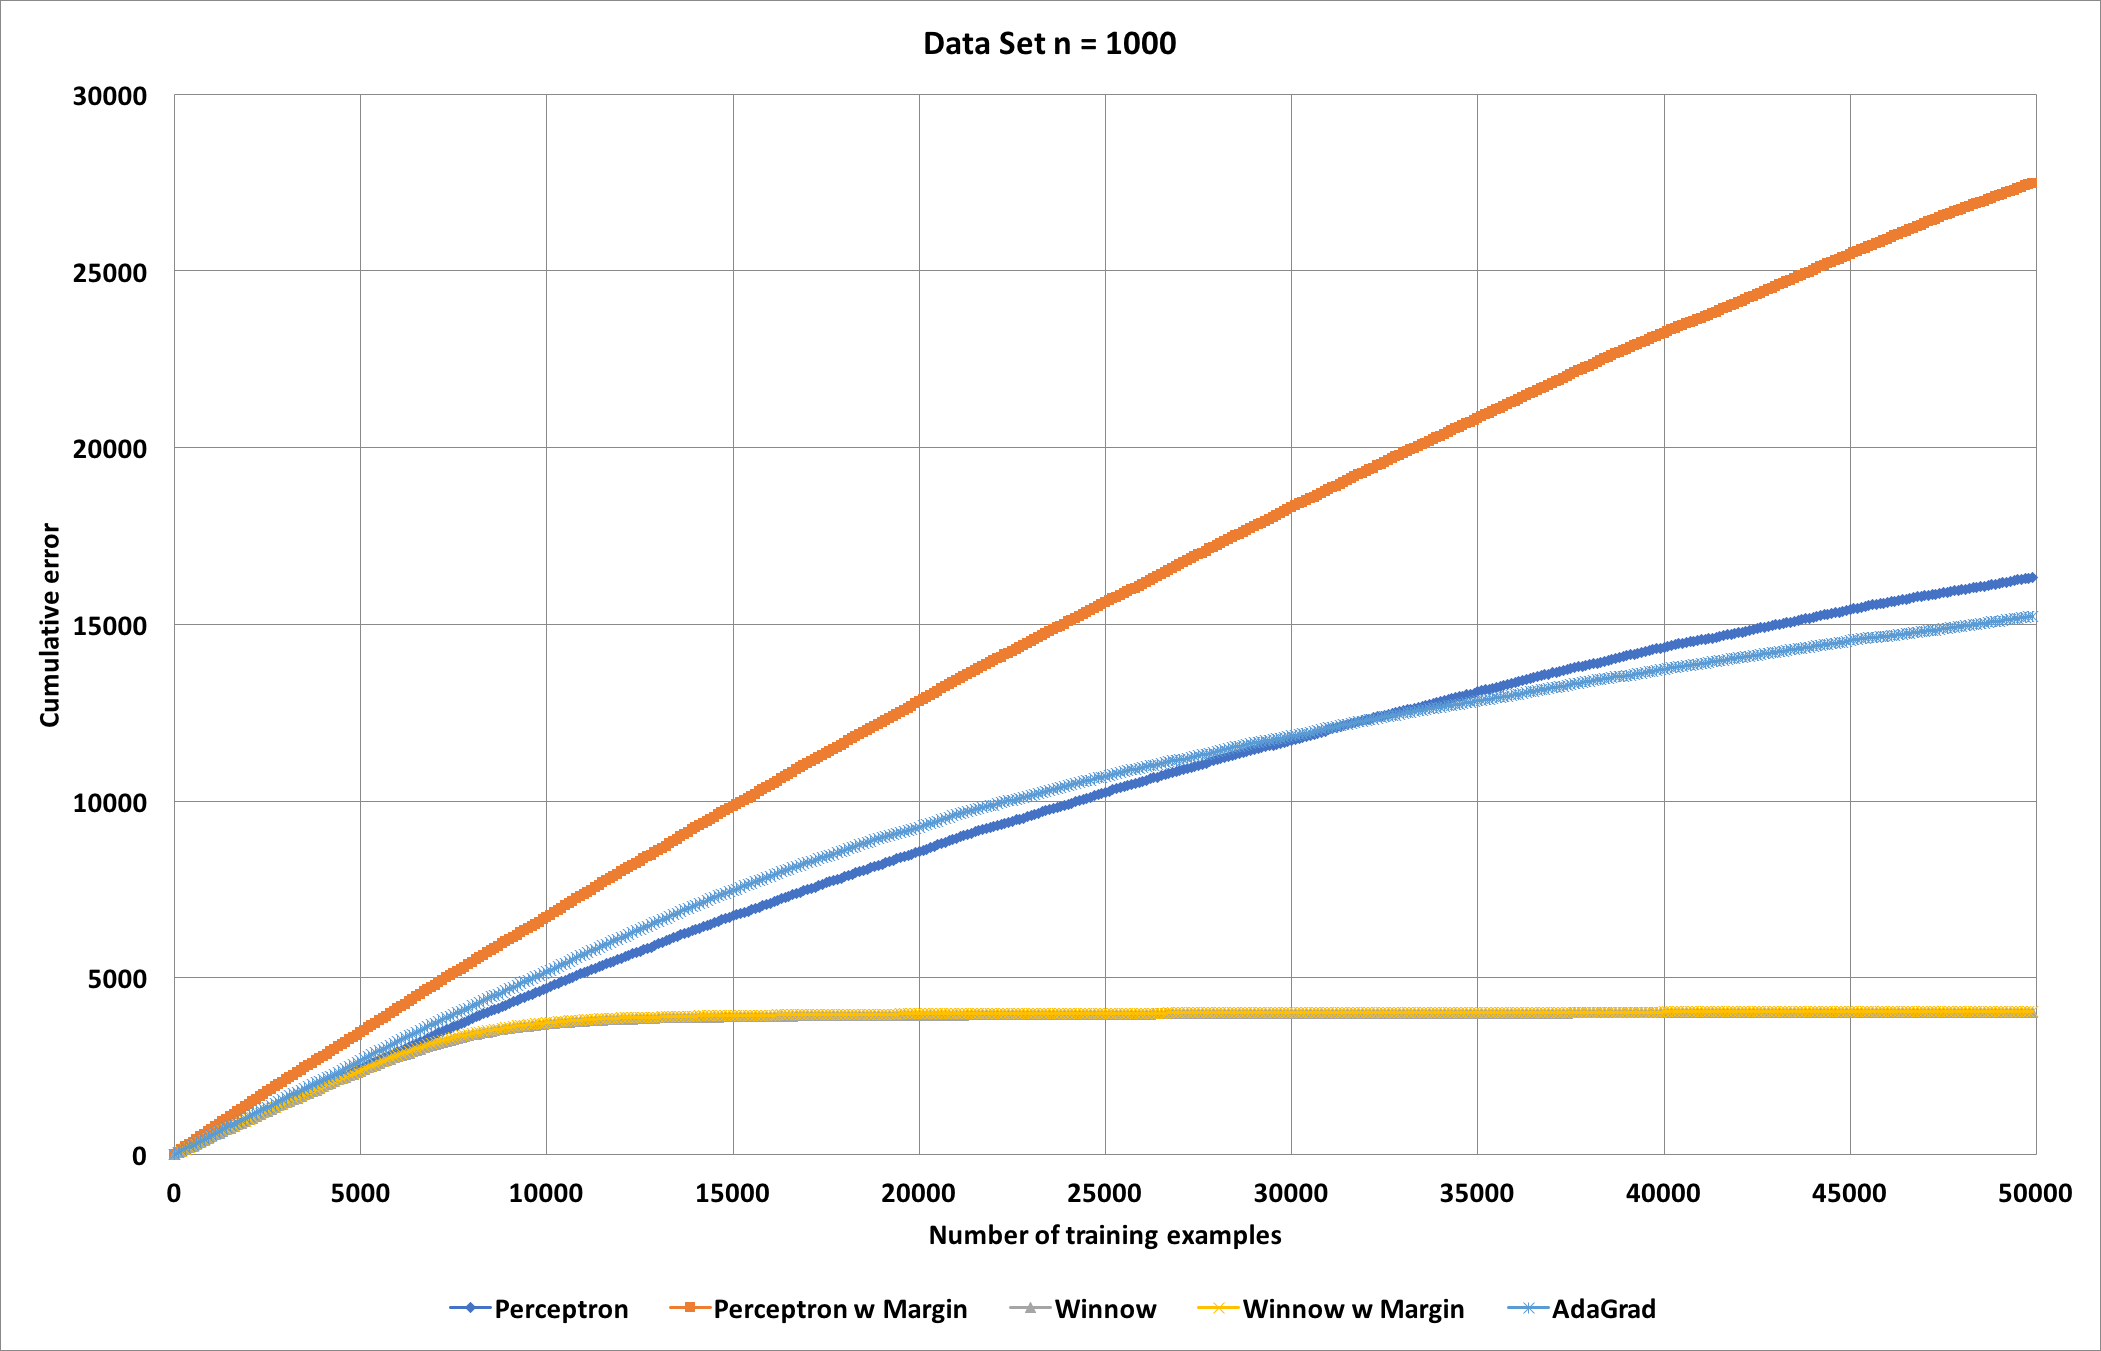 Data Set n = 1000
30000
25000
20000
15000
10000
5000
0
Cumulative error
0 5000 10000 15000 20000 25000 30000 35000 40000 45000 50000
Number of training examples
Perceptron Perceptron w Margin Winnow Winnow w Margin AdaGrad